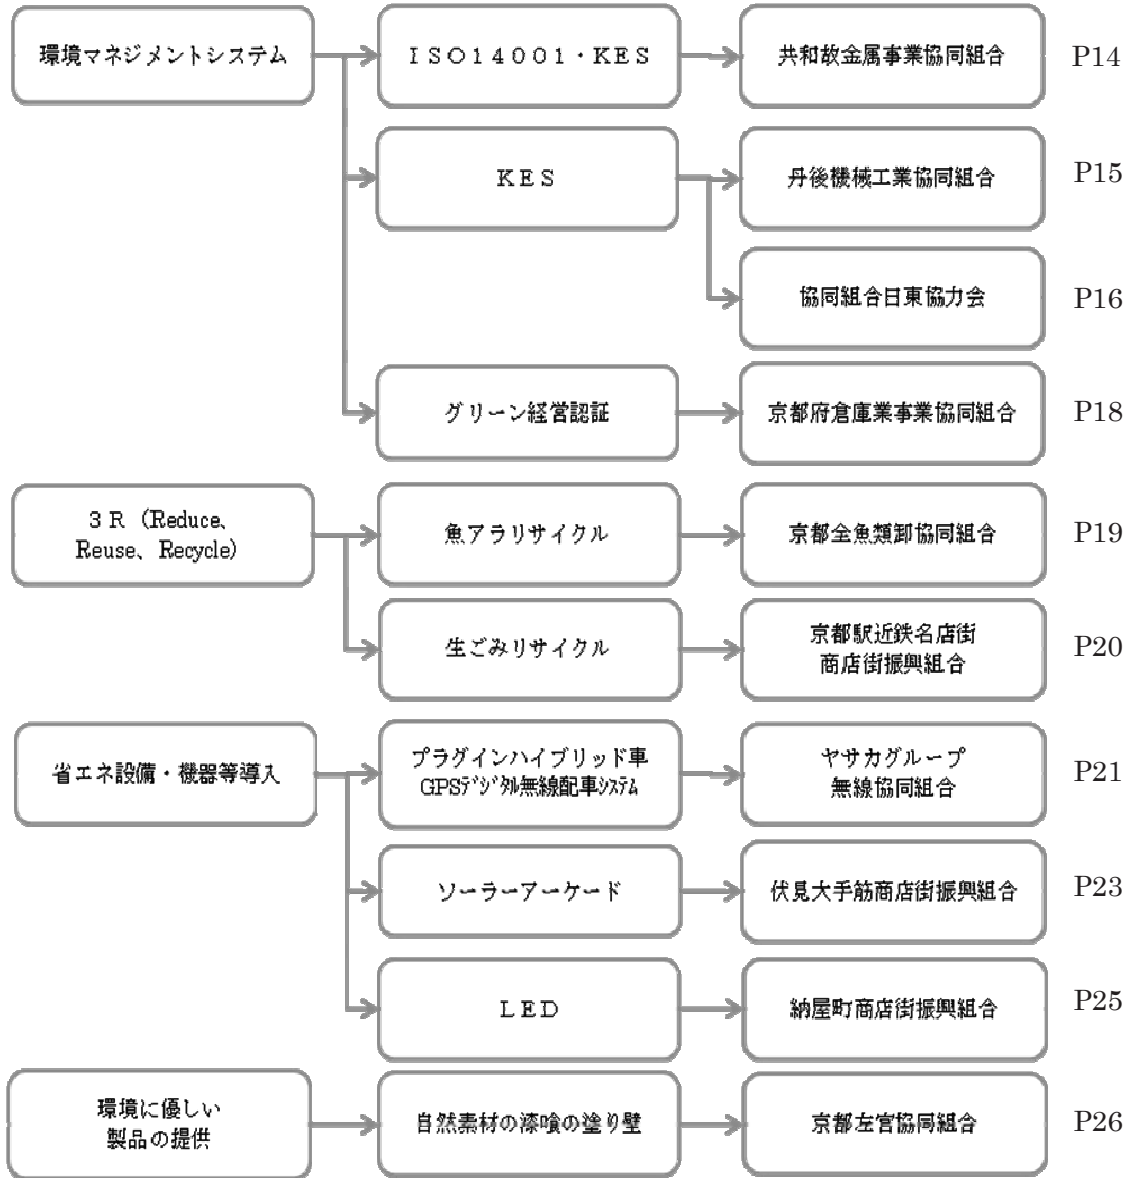 環境マネジメントシステム
ＩＳＯ１４００１・ＫＥＳ
共和故金属事業協同組合
P14
ＫＥＳ
丹後機械工業協同組合
P15
協同組合日東協力会
P16
グリーン経営認証
京都府倉庫業事業協同組合
P18
３Ｒ（Reduce、
Reuse、Recycle）
魚アラリサイクル
京都全魚類卸協同組合
P19
生ごみリサイクル
京都駅近鉄名店街
商店街振興組合
P20
省エネ設備・機器等導入
プラグインハイブリッド車
GPSﾃﾞｼﾞﾀﾙ無線配車ｼｽﾃﾑ
ヤサカグループ
無線協同組合
P21
ソーラーアーケード
伏見大手筋商店街振興組合
P23
ＬＥＤ
納屋町商店街振興組合
P25
環境に優しい
製品の提供
自然素材の漆喰の塗り壁
京都左官協同組合
P26